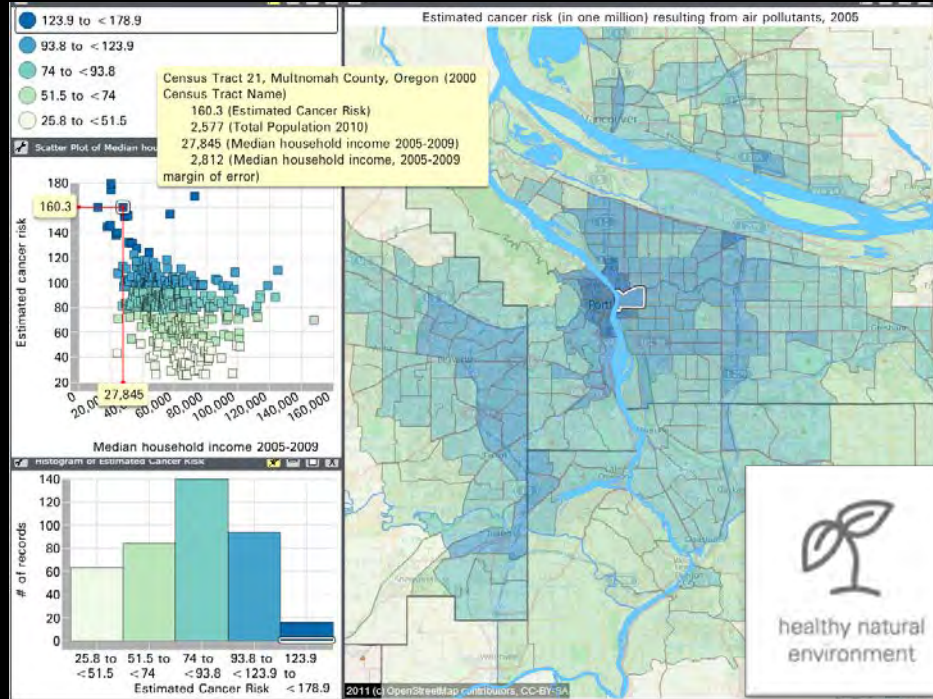 Estimated cancer risk (in one million) resulting from air pollutants, 2005
123.9 to <178.9
93.8 to <123.9
74 to <93.8
51.5 to <74
25.8 to <51.5
Census Tract 21, Multnomah County, Oregon (2000
Census Tract Name)
160.3 (Estimated Cancer Risk)
2,577 (Total Population 2010)
27,845 (Median household income 2005-2009)
2,812 (Median household income, 2005-2009
margin of error)
Scatter Plot of Median hou
180
160.3
140
120
100
80
60
40
20
Estimated cancer risk
27,845
0
20,000
40,000
60,000
80,000
100,000
120,000
140,000
160,000
Median household income 2005-2009
Histogram of Estimated Cancer Risk
140
120
100
80
60
40
20
0
# of records
25.8 to 51.5 to 74 to 93.8 to 123.9
<51.5 <74 <93.8 <123.9 to
Estimated Cancer Risk <178.9
Vancouver
Portl
2011 (c) OpenStreetMap contributors, CC-BY-SA
healthy natural
environment